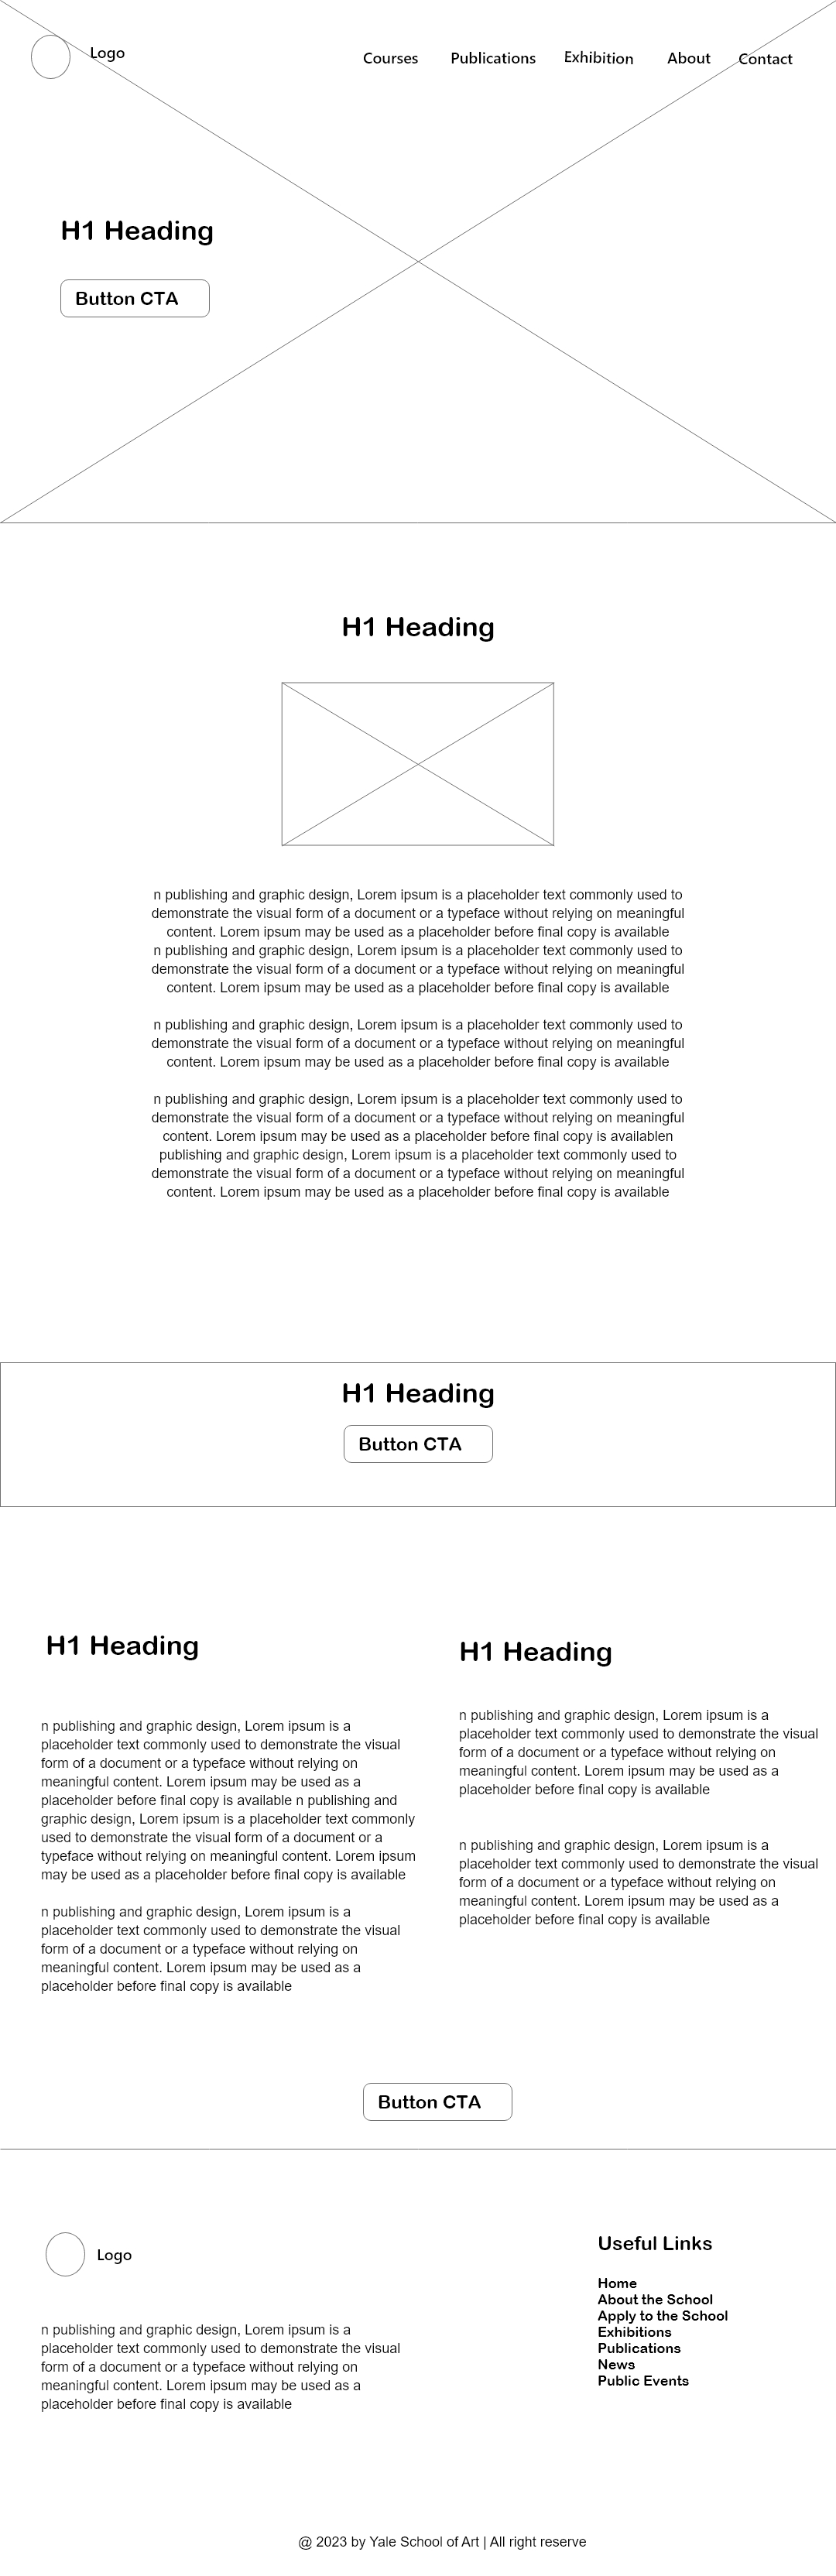 Logo
Courses Publications Exhibition About Contact
H1 Heading
Button CTA
H1 Heading
n publishing and graphic design, Lorem ipsum is a placeholder text commonly used to
demonstrate the visual form of a document or a typeface without relying on meaningful
content. Lorem ipsum may be used as a placeholder before final copy is available
n publishing and graphic design, Lorem ipsum is a placeholder text commonly used to
demonstrate the visual form of a document or a typeface without relying on meaningful
content. Lorem ipsum may be used as a placeholder before final copy is available
n publishing and graphic design, Lorem ipsum is a placeholder text commonly used to
demonstrate the visual form of a document or a typeface without relying on meaningful
content. Lorem ipsum may be used as a placeholder before final copy is available
n publishing and graphic design, Lorem ipsum is a placeholder text commonly used to
demonstrate the visual form of a document or a typeface without relying on meaningful
content. Lorem ipsum may be used as a placeholder before final copy is availablen
publishing and graphic design, Lorem ipsum is a placeholder text commonly used to
demonstrate the visual form of a document or a typeface without relying on meaningful
content. Lorem ipsum may be used as a placeholder before final copy is available
H1 Heading
Button CTA
H1 Heading
n publishing and graphic design, Lorem ipsum is a
placeholder text commonly used to demonstrate the visual
form of a document or a typeface without relying on
meaningful content. Lorem ipsum may be used as a
placeholder before final copy is available n publishing and
graphic design, Lorem ipsum is a placeholder text commonly
used to demonstrate the visual form of a document or a
typeface without relying on meaningful content. Lorem ipsum
may be used as a placeholder before final copy is available
n publishing and graphic design, Lorem ipsum is a
placeholder text commonly used to demonstrate the visual
form of a document or a typeface without relying on
meaningful content. Lorem ipsum may be used as a
placeholder before final copy is available
H1 Heading
n publishing and graphic design, Lorem ipsum is a
placeholder text commonly used to demonstrate the visual
form of a document or a typeface without relying on
meaningful content. Lorem ipsum may be used as a
placeholder before final copy is available
n publishing and graphic design, Lorem ipsum is a
placeholder text commonly used to demonstrate the visual
form of a document or a typeface without relying on
meaningful content. Lorem ipsum may be used as a
placeholder before final copy is available
Button CTA
Logo
n publishing and graphic design, Lorem ipsum is a
placeholder text commonly used to demonstrate the visual
form of a document or a typeface without relying on
meaningful content. Lorem ipsum may be used as a
placeholder before final copy is available
Useful Links
Home
About the School
Apply to the School
Exhibitions
Publications
News
Public Events
@ 2023 by Yale School of Art | All right reserve